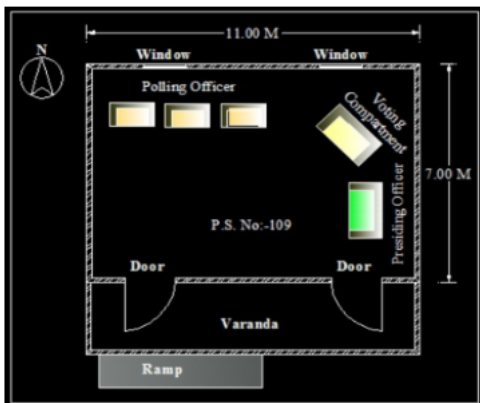 11.00 M
N
Window
Window
Polling Officer
Voting
Compartment
7.00 M
Presiding Officer
P.S. No:-109
Door
Door
Varanda
Ramp